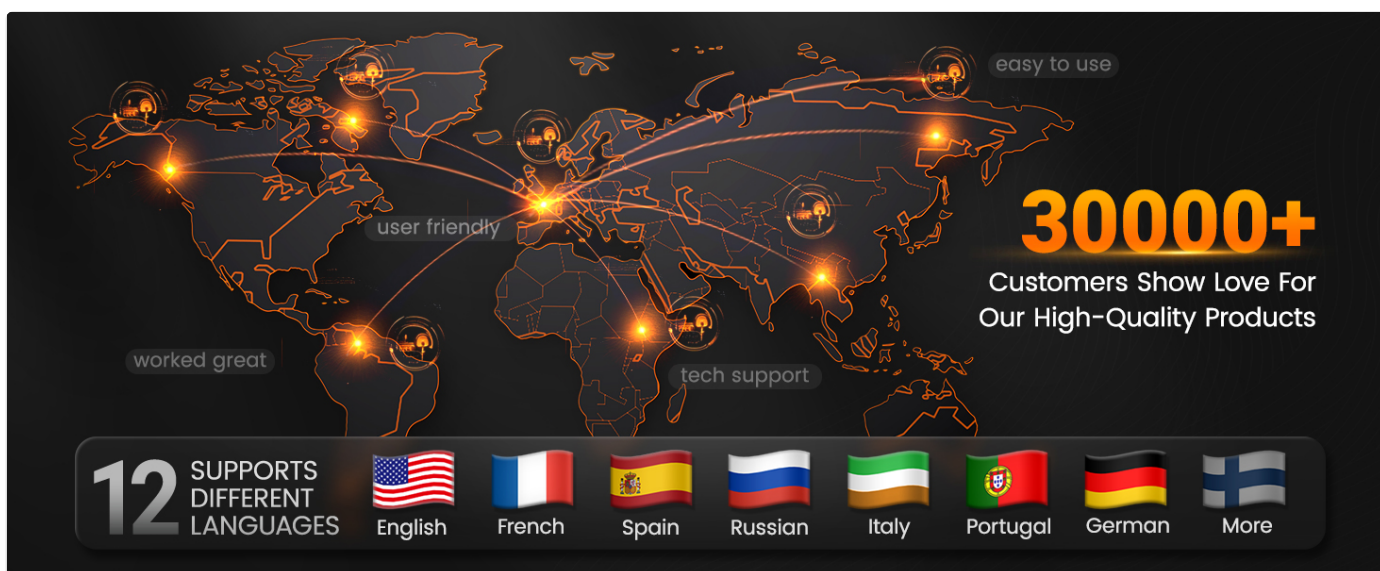 easy to use
30000+
Customers Show Love For
Our High-Quality Products
user friendly
worked great
tech support
12
SUPPORTS
DIFFERENT
LANGUAGES
English
French
Spain
Russian
Italy
Portugal
German
More